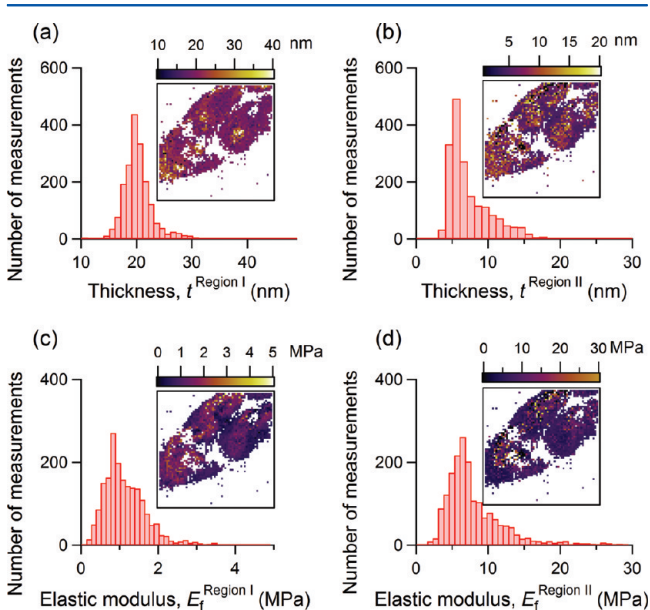 (a)
10 20 30 40 nm
Number of measurements
600
400
200
0
10 20 30 40
Thickness, t Region I (nm)
(b)
5 10 15 20 nm
Number of measurements
600
400
200
0
0 10 20 30
Thickness, t Region II (nm)
(c)
0 1 2 3 4 5 MPa
Number of measurements
400
200
0
0 2 4
Elastic modulus, Ef Region I (MPa)
(d)
0 10 20 30 MPa
Number of measurements
400
200
0
0 10 20 30
Elastic modulus, Ef Region II (MPa)